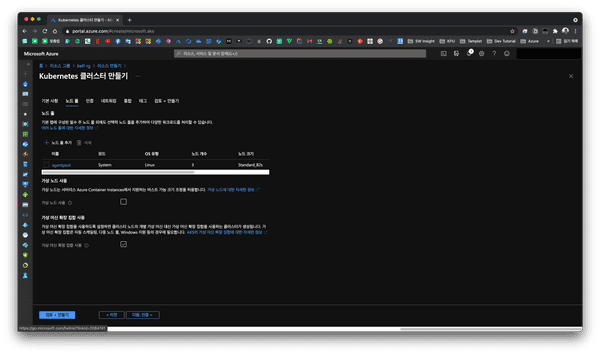 Kubernetes 클러스터 만들기 - A
portal.azure.com/#create/microsoft.aks
SW Insight
KPU
Templet
Dev Tutorial
Azure
읽기 목록
Microsoft Azure
리소스, 서비스 및 문서 검색(G+/)
홈 > 리소스 그룹 > > 리소스 만들기 >
Kubernetes 클러스터 만들기 ...
기본 사항 노드 풀 인증 네트워킹 통합 태그 검토 + 만들기
노드 풀
기본 탭에 구성된 필수 주 노드 풀 외에도 선택적 노드 풀을 추가하여 다양한 워크로드를 처리할 수 있습니다.
여러 노드 풀에 대한 자세한 정보
+ 노드 풀 추가 삭제
이름 모드 OS 유형 노드 개수 노드 크기
agentpool System Linux 3 Standard_B2s
가상 노드 사용
가상 노드는 서버리스 Azure Container Instances에서 지원하는 버스트 가능 크기 조정을 허용합니다. 가상 노드에 대한 자세한 정보
가상 노드 사용
가상 머신 확장 집합 사용
가상 머신 확장 집합을 사용하도록 설정하면 클러스터 노드의 개별 가상 머신 대신 가상 머신 확장 집합을 사용하는 클러스터가 생성됩니다. 가
상 머신 확장 집합은 자동 스케일링, 다중 노드 풀, Windows 지원 등의 경우에 필요합니다. AKS의 가상 머신 확장 집합에 대한 자세한 정보
가상 머신 확장 집합 사용
검토 + 만들기 < 이전 다음: 인증 >